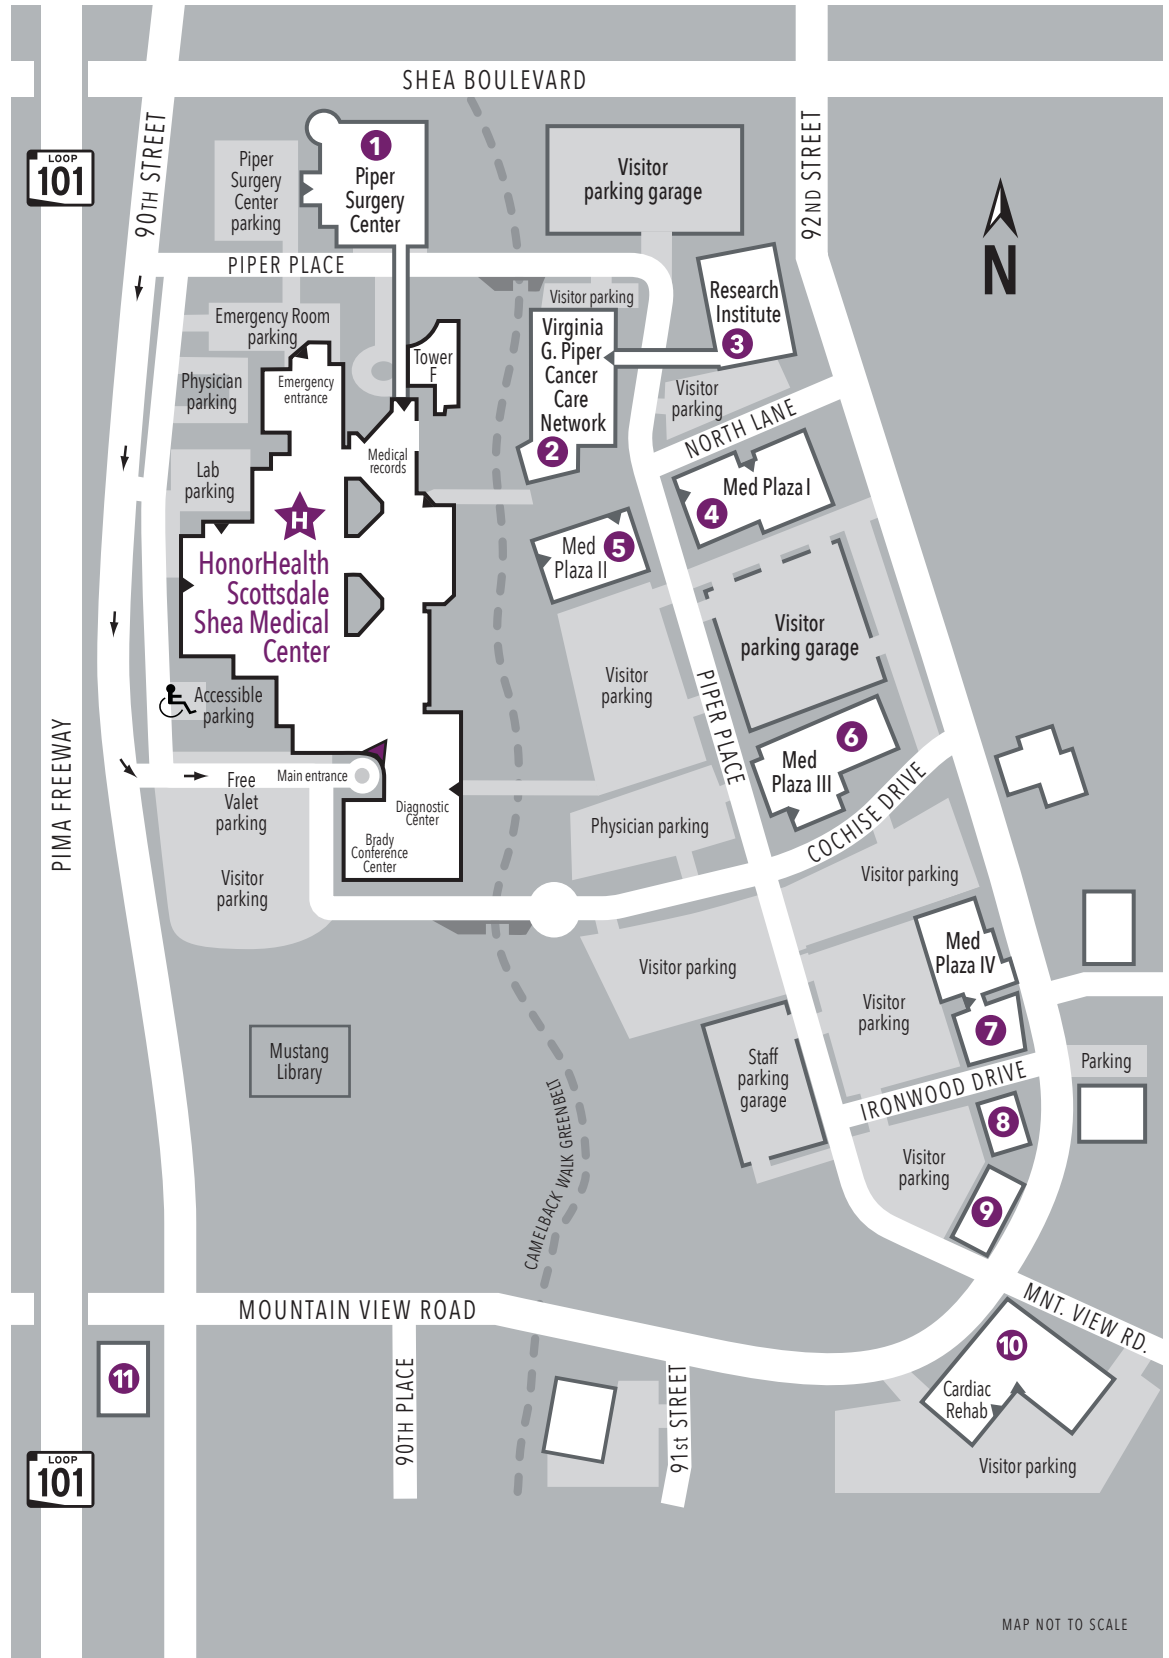 SHEA BOULEVARD
LOOP
101
90TH STREET
92ND STREET
Piper
Surgery
Center
parking
1
Piper
Surgery
Center
Visitor
parking garage
N
PIPER PLACE
Visitor parking
Research
Institute
3
Emergency Room
parking
Virginia
G. Piper
Cancer
Care
Network
2
Tower
F
Physician
parking
Emergency
entrance
Visitor
parking
NORTH LANE
Medical
records
Lab
parking
Med Plaza I
4
H
HonorHealth
Scottsdale
Shea Medical
Center
Med
Plaza II
5
Visitor
parking garage
Visitor
parking
PIPER PLACE
Accessible
parking
6
Med
Plaza III
PIMA FREEWAY
Main entrance
Free
Valet
parking
Diagnostic
Center
Brady
Conference
Center
Physician parking
COCHISE DRIVE
Visitor
parking
Visitor parking
Med
Plaza IV
Visitor parking
Visitor
parking
7
Mustang
Library
Staff
parking
garage
Parking
IRONWOOD DRIVE
8
CAMELBACK WALK GREENBELT
Visitor
parking
9
MOUNTAIN VIEW ROAD
MNT. VIEW RD.
10
11
90TH PLACE
91st STREET
Cardiac
Rehab
Visitor parking
LOOP
101
MAP NOT TO SCALE